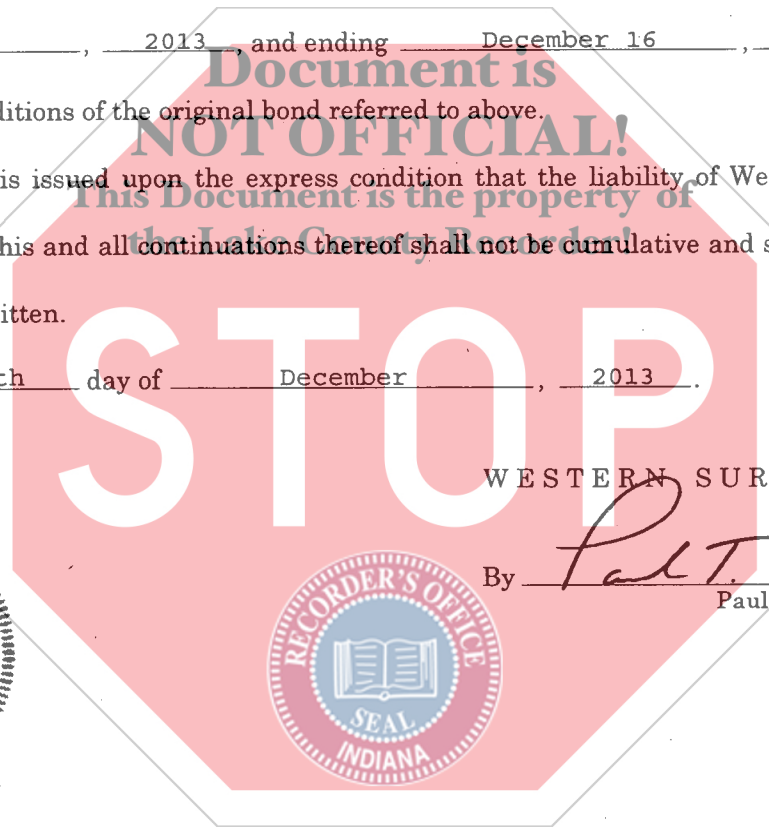 , 2013, and ending December 16,
Document is
ditions of the original bond referred to above.
NOT OFFICIAL!
is issued upon the express condition that the liability of We
This Document is the property of
his and all continuations thereof shall not be cumulative and s
the Lake County Recorder!
itten.
STOP
th day of December, 2013.
WESTERN SUR
By Paul T.
Paul
RECORDER'S OFFICE
SEAL
INDIANA